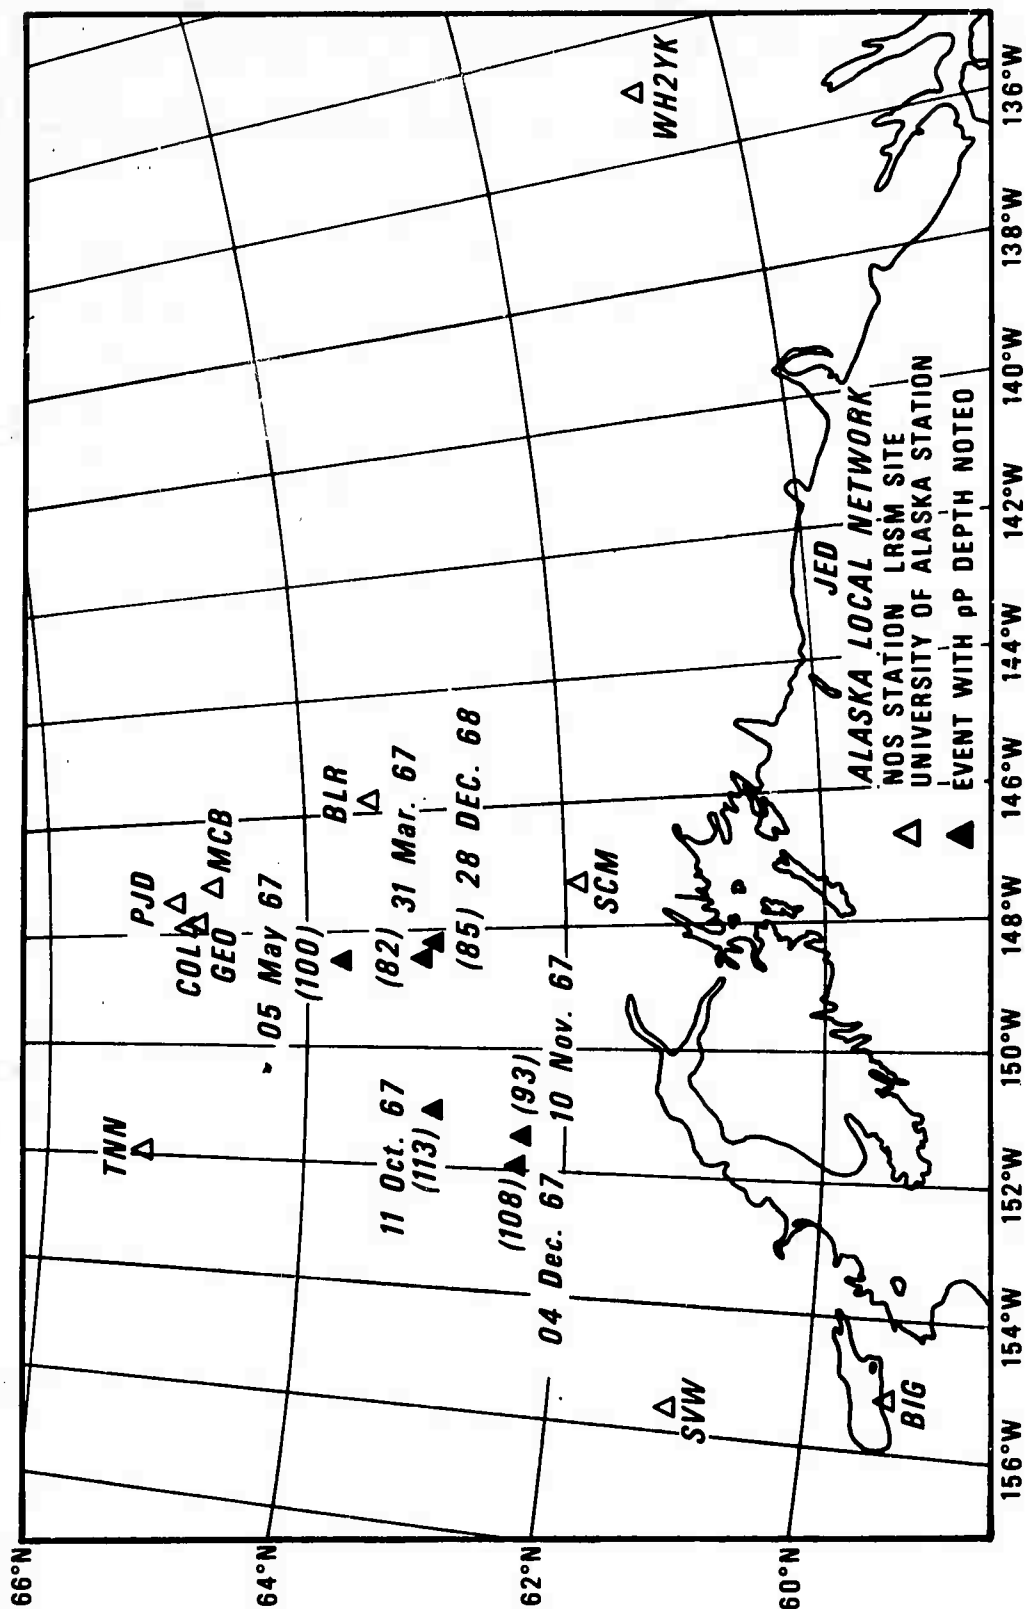 66°N
64°N
62°N
60°N
TNN
PJD
COL
GEO
MCB
05 May 67
(100)
BLR
(82) 31 Mar. 67
(85) 28 DEC. 68
11 Oct. 67
(113)
(108)
(93)
04 Dec. 67
10 Nov. 67
SCM
WH2YK
SVW
BIG
JED
ALASKA LOCAL NETWORK
NOS STATION LRSM SITE
UNIVERSITY OF ALASKA STATION
EVENT WITH pP DEPTH NOTEO
156°W
154°W
152°W
150°W
148°W
146°W
144°W
142°W
140°W
138°W
136°W